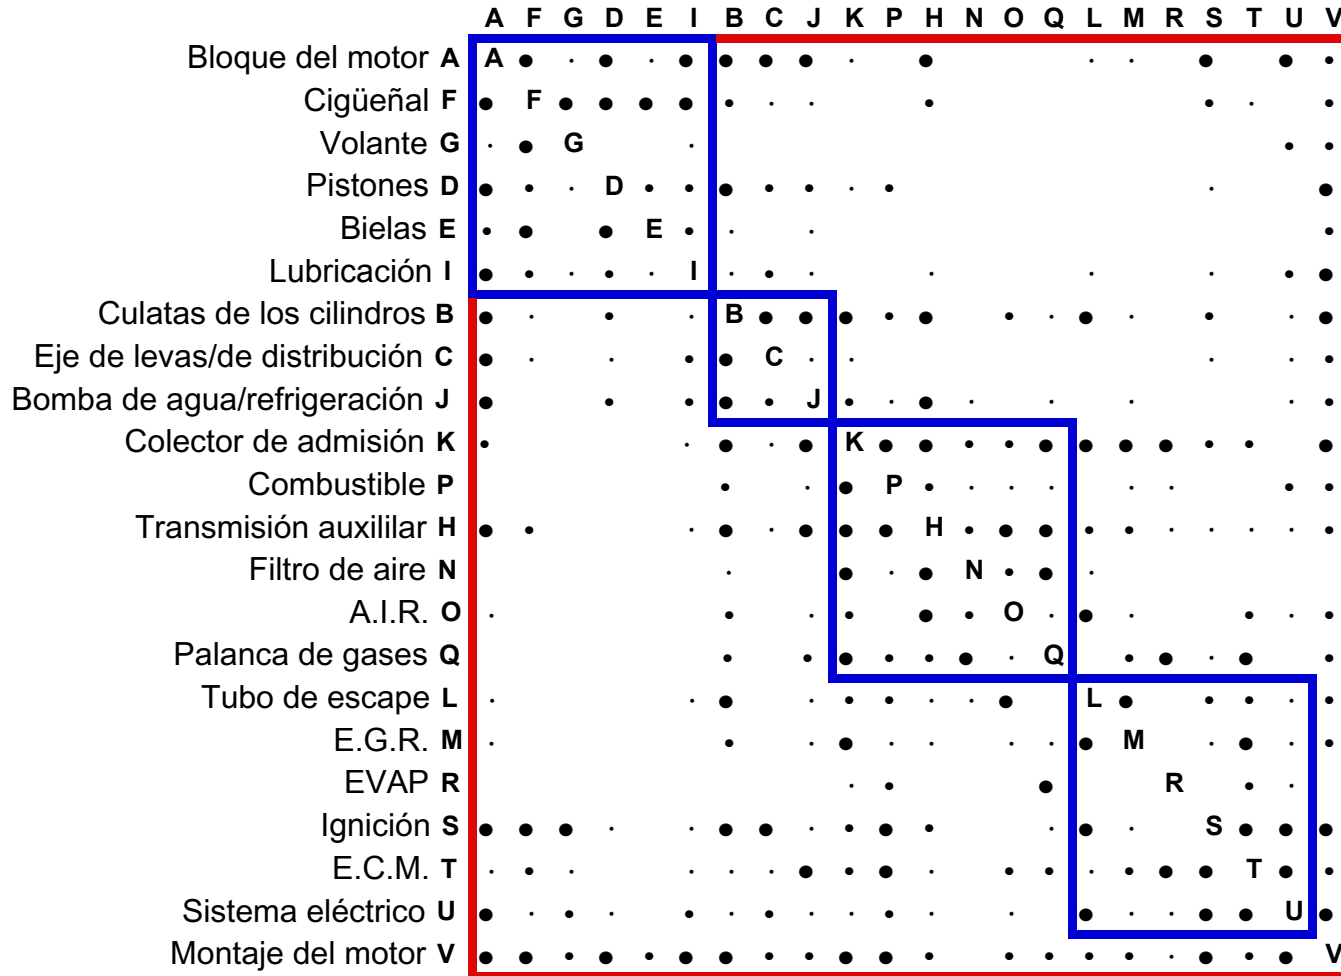 A F G D E I B C J K P H N O Q L M R S T U V
Bloque del motor A A
Cigüeñal F F
Volante G G
Pistones D D
Bielas E E
Lubricación I I
Culatas de los cilindros B B
Eje de levas/de distribución C C
Bomba de agua/refrigeración J J
Colector de admisión K K
Combustible P P
Transmisión auxililar H H
Filtro de aire N N
A.I.R. O O
Palanca de gases Q Q
Tubo de escape L L
E.G.R. M M
EVAP R R
Ignición S S
E.C.M. T T
Sistema eléctrico U U
Montaje del motor V V